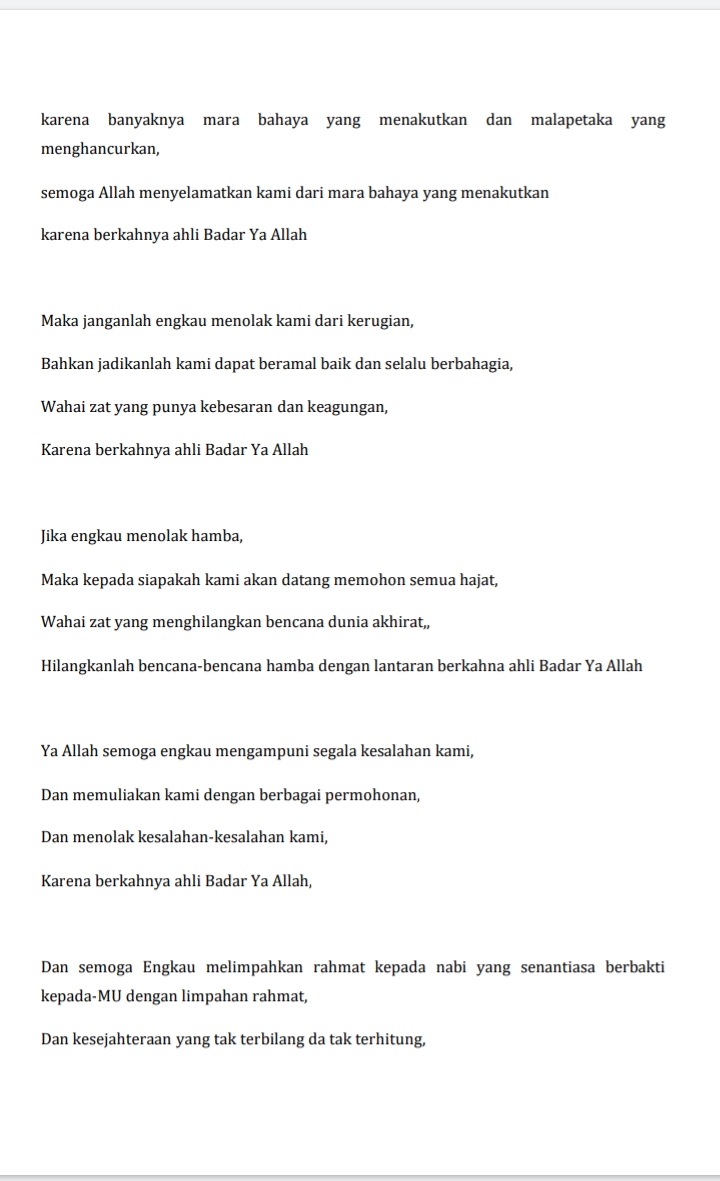 karena banyaknya mara bahaya yang menakutkan dan malapetaka yang
menghancurkan,
semoga Allah menyelamatkan kami dari mara bahaya yang menakutkan
karena berkahnya ahli Badar Ya Allah
Maka janganlah engkau menolak kami dari kerugian,
Bahkan jadikanlah kami dapat beramal baik dan selalu berbahagia,
Wahai zat yang punya kebesaran dan keagungan,
Karena berkahnya ahli Badar Ya Allah
Jika engkau menolak hamba,
Maka kepada siapakah kami akan datang memohon semua hajat,
Wahai zat yang menghilangkan bencana dunia akhirat,,
Hilangkanlah bencana-bencana hamba dengan lantaran berkahna ahli Badar Ya Allah
Ya Allah semoga engkau mengampuni segala kesalahan kami,
Dan memuliakan kami dengan berbagai permohonan,
Dan menolak kesalahan-kesalahan kami,
Karena berkahnya ahli Badar Ya Allah,
Dan semoga Engkau melimpahkan rahmat kepada nabi yang senantiasa berbakti
kepada-MU dengan limpahan rahmat,
Dan kesejahteraan yang tak terbilang da tak terhitung,